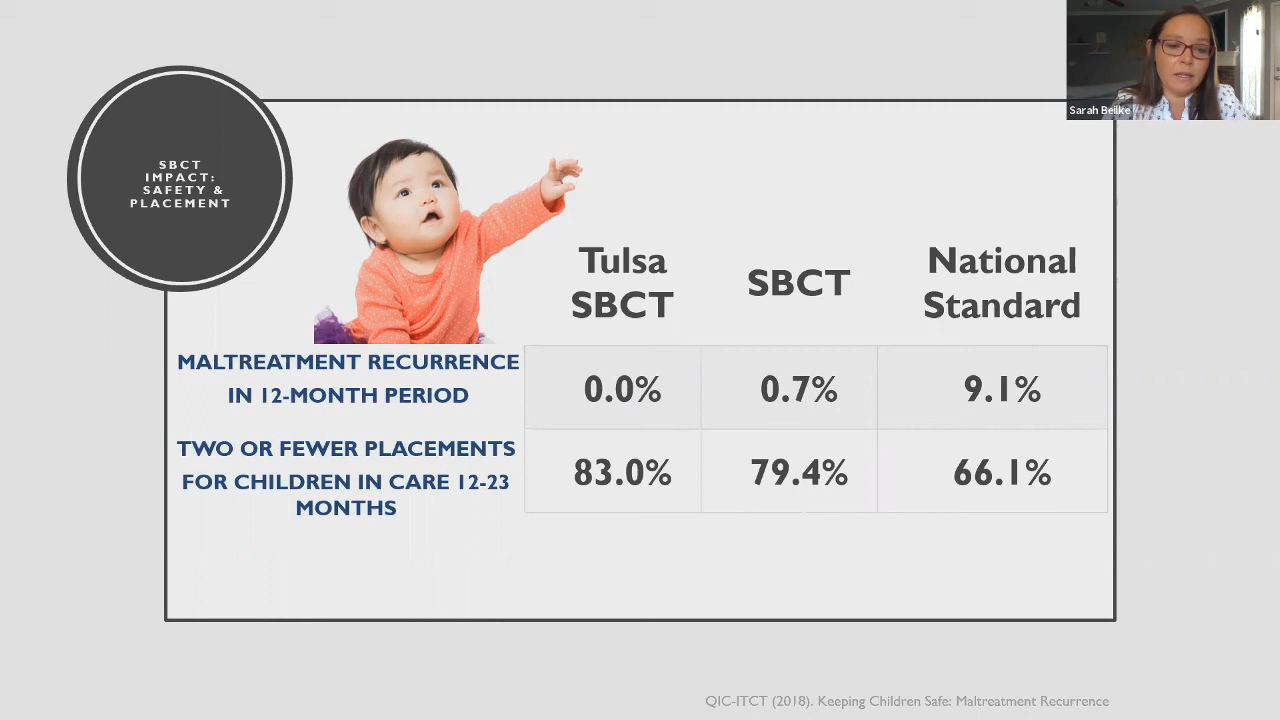 Sarah Beilke
SBCT
IMPACT:
SAFETY &
PLACEMENT
Tulsa
SBCT
SBCT
National
Standard
MALTREATMENT RECURRENCE
IN 12-MONTH PERIOD
0.0%
0.7%
9.1%
TWO OR FEWER PLACEMENTS
FOR CHILDREN IN CARE 12-23
MONTHS
83.0%
79.4%
66.1%
QIC-ITCT (2018). Keeping Children Safe: Maltreatment Recurrence